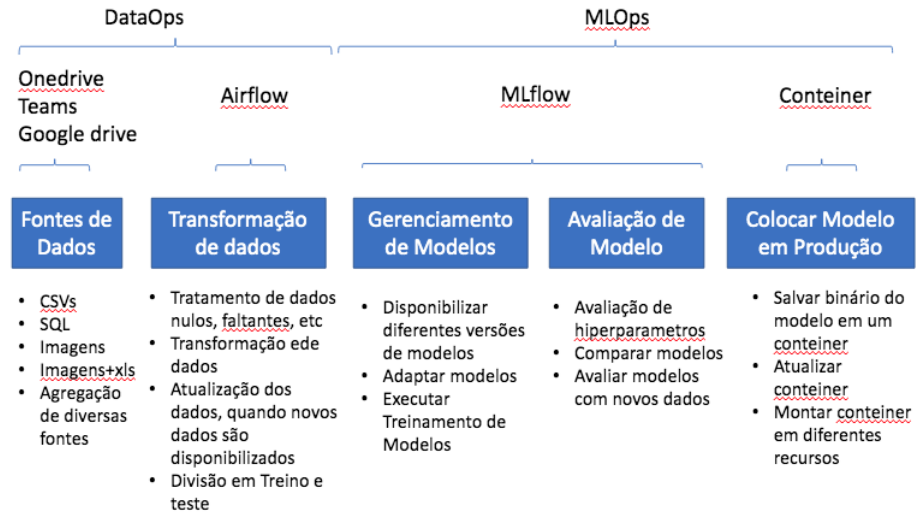 DataOps
MLOps
Onedrive
Teams
Google drive
Airflow
MLflow
Conteiner
Fontes de
Dados
Transformação
de dados
Gerenciamento
de Modelos
Avaliação de
Modelo
Colocar Modelo
em Produção
• CSVs
• SQL
• Imagens
• Imagens+xls
• Agregação
de diversas
fontes
• Tratamento de dados
nulos, faltantes, etc
• Transformação ede
dados
• Atualização dos
dados, quando novos
dados são
disponibilizados
• Divisão em Treino e
teste
• Disponibilizar
diferentes versões
de modelos
• Adaptar modelos
• Executar
Treinamento de
Modelos
• Avaliação de
hiperparametros
• Comparar modelos
• Avaliar modelos
com novos dados
• Salvar binário do
modelo em um
conteiner
• Atualizar
conteiner
• Montar conteiner
em diferentes
recursos